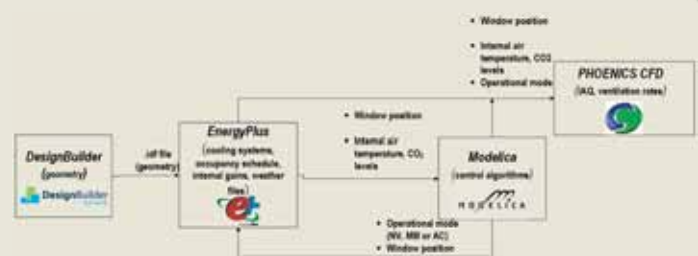 Window position
Internal air
temperature, CO2
levels
Operational mode
PHOENICS CFD
(IAQ, ventilation rates)
Window position
Internal air
temperature, CO₂
levels
EnergyPlus
(cooling systems,
occupancy schedule,
internal gains, weather
files)
.idf file
(geometry)
DesignBuilder
(geometry)
DesignBuilder
Modelica
(control algorithms)
MODELICA
Operational mode
(NV, MM or AC)
Window position